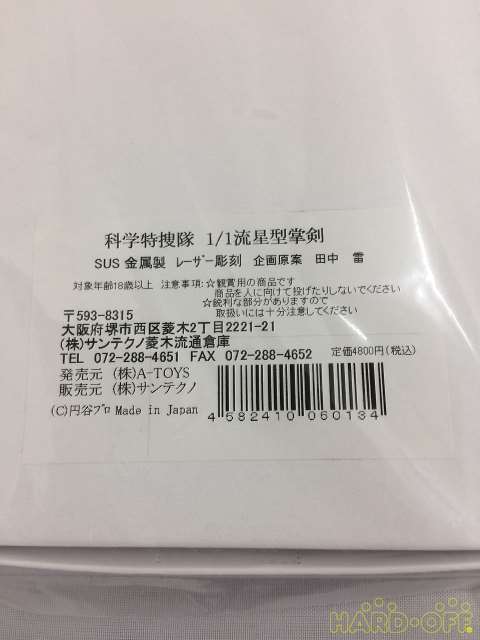 科学特捜隊 1/1流星型掌剣
SUS 金属製 レーザー彫刻 企画原案 田中 雷
対象年齢18歳以上 注意事項:☆観賞用の商品です
商品を人に向けて投げたりしないでください
☆鋭利な部分がありますので
取扱いには十分注意してください
〒593-8315
大阪府堺市西区菱木2丁目2221-21
(株)サンテクノ菱木流通倉庫
TEL 072-288-4651 FAX 072-288-4652 定価4800円(税込)
発売元 (株)A-TOYS
販売元 (株)サンテクノ
(C)円谷プロ Made in Japan
4 582410 060134
HARD-OFF